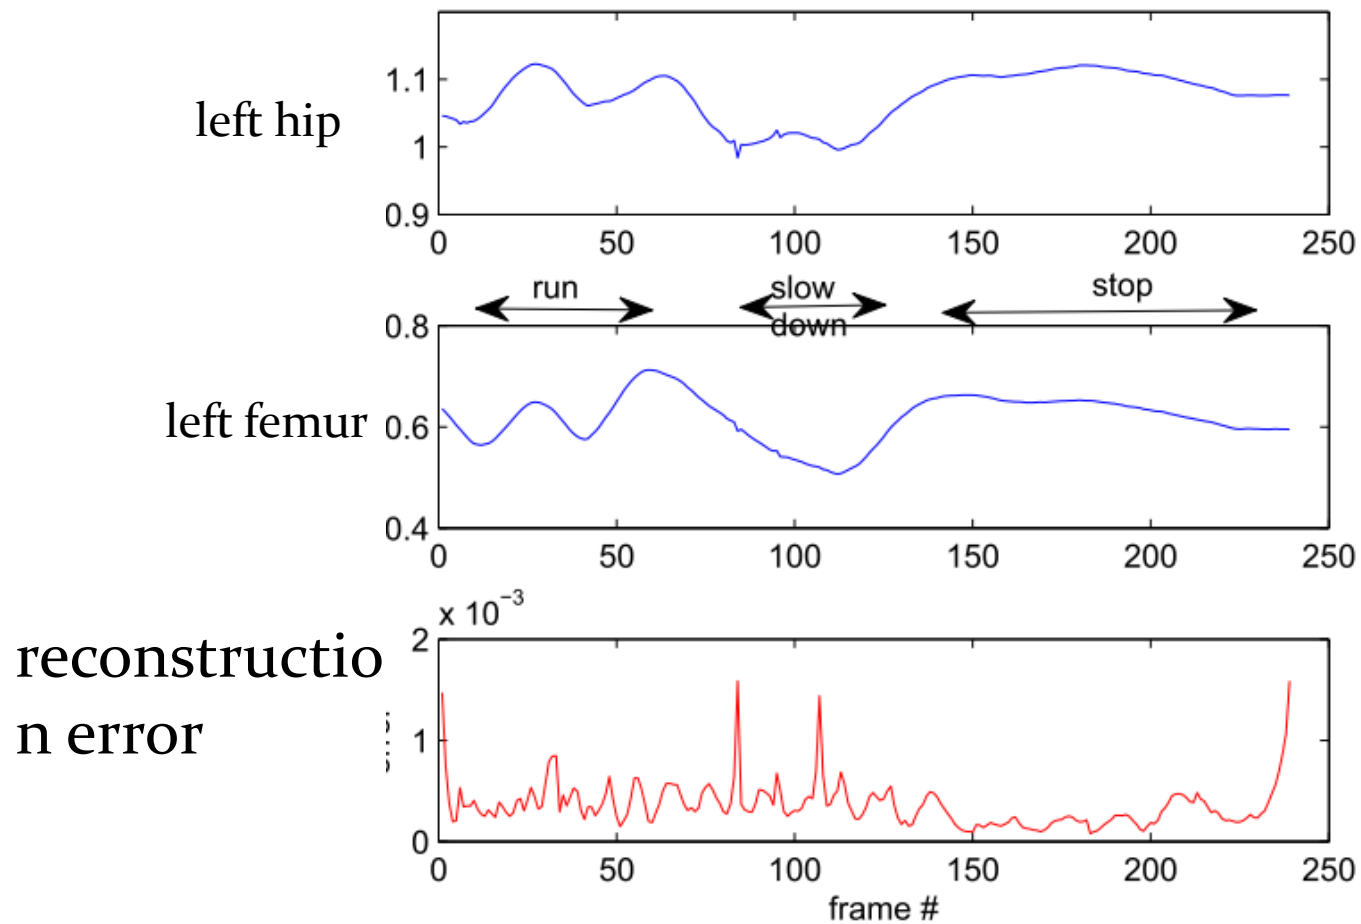 left hip
1.1
1
0.9
0 50 100 150 200 250
run
slow
down
stop
left femur
0.8
0.6
0.4
0 50 100 150 200 250
reconstructio
n error
x 10⁻³
2
1
0
0 50 100 150 200 250
frame #